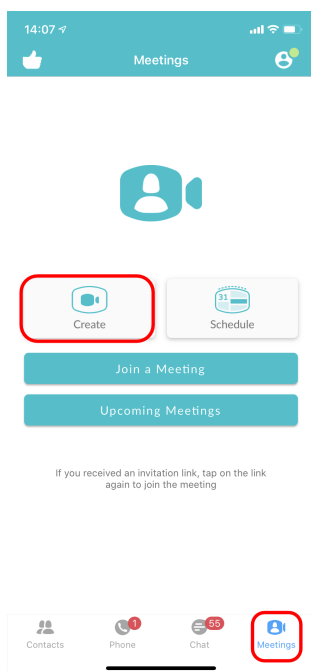 14:07
Meetings
31
Create
Schedule
Join a Meeting
Upcoming Meetings
If you received an invitation link, tap on the link
again to join the meeting
1
55
Contacts
Phone
Chat
Meetings